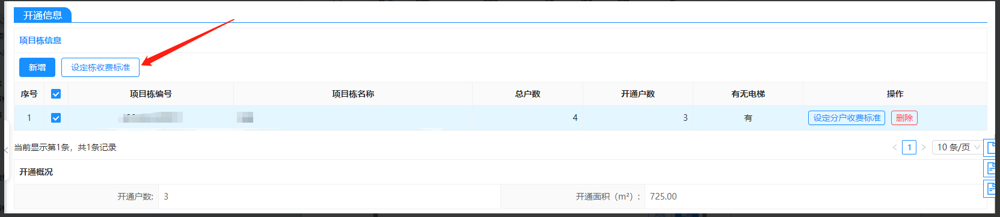 开通信息
项目栋信息
新增 设定栋收费标准
序号 项目栋编号 项目栋名称 总户数 开通户数 有无电梯 操作
1 4 3 有 设定分户收费标准 删除
当前显示第1条，共1条记录 1 10 条/页
开通概况
开通户数: 3 开通面积（m²）: 725.00